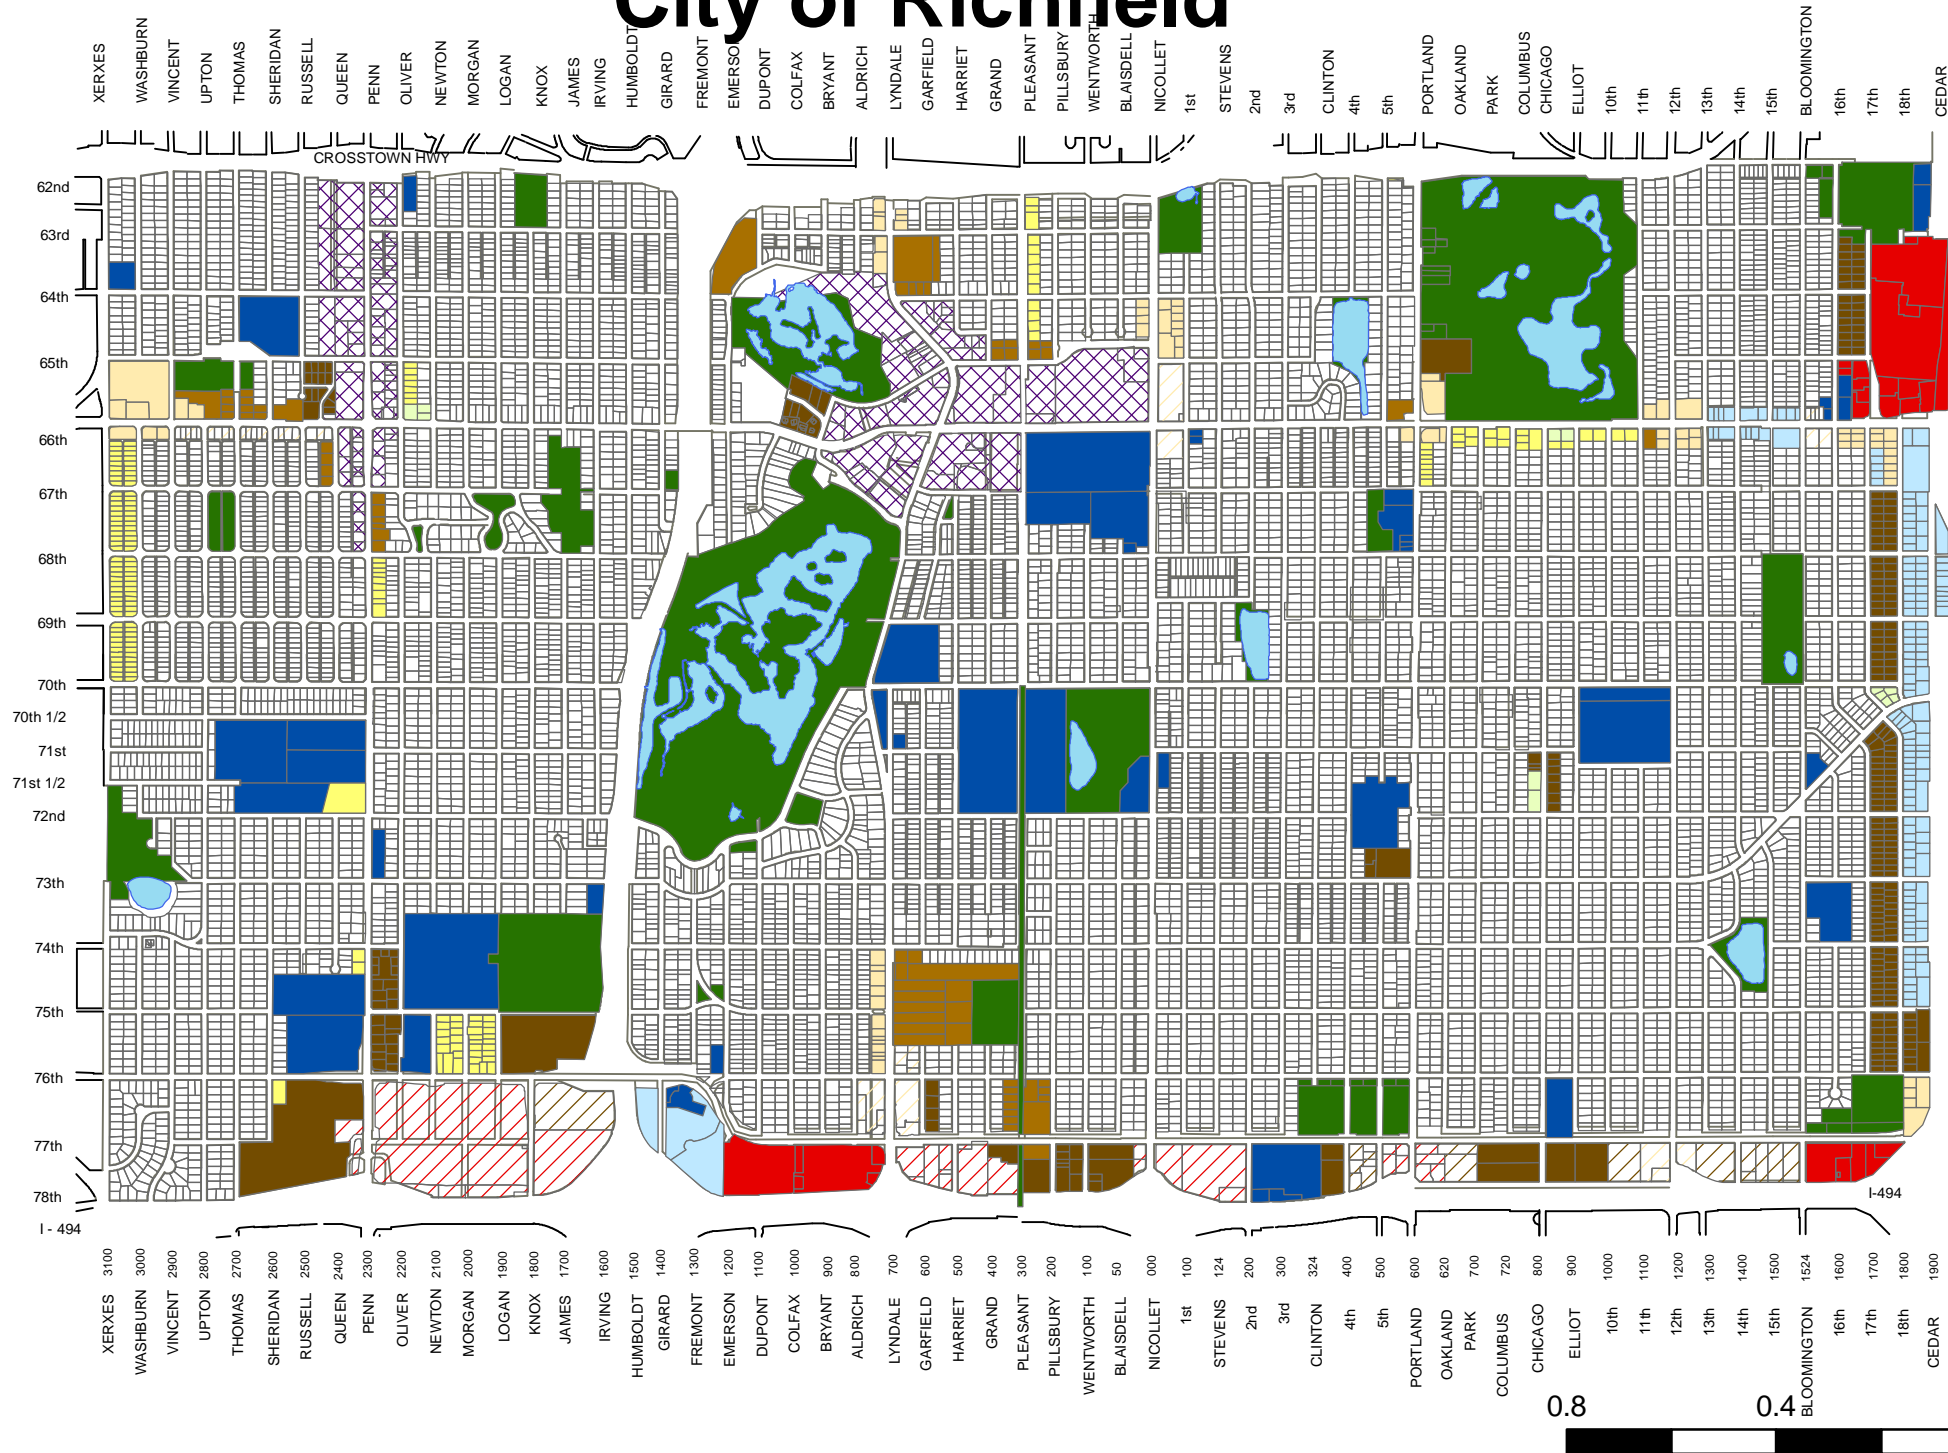 City of Richfield
XERXES
WASHBURN
VINCENT
UPTON
THOMAS
SHERIDAN
RUSSELL
QUEEN
PENN
OLIVER
NEWTON
MORGAN
LOGAN
KNOX
JAMES
IRVING
HUMBOLDT
GIRARD
FREMONT
EMERSON
DUPONT
COLFAX
BRYANT
ALDRICH
LYNDALE
GARFIELD
HARRIET
GRAND
PLEASANT
PILLSBURY
WENTWORTH
BLAISDELL
NICOLLET
1st
STEVENS
2nd
3rd
CLINTON
4th
5th
PORTLAND
OAKLAND
PARK
COLUMBUS
CHICAGO
ELLIOT
10th
11th
12th
13th
14th
15th
BLOOMINGTON
16th
17th
18th
CEDAR
CROSSTOWN HWY
62nd
63rd
64th
65th
66th
67th
68th
69th
70th
70th 1/2
71st
71st 1/2
72nd
73th
74th
75th
76th
77th
78th
I-494
I - 494
3100
3000
2900
2800
2700
2600
2500
2400
2300
2200
2100
2000
1900
1800
1700
1600
1500
1400
1300
1200
1100
1000
900
800
700
600
500
400
300
200
100
50
000
100
124
200
300
324
400
500
600
620
700
720
800
900
1000
1100
1200
1300
1400
1500
1524
1600
1700
1800
1900
XERXES
WASHBURN
VINCENT
UPTON
THOMAS
SHERIDAN
RUSSELL
QUEEN
PENN
OLIVER
NEWTON
MORGAN
LOGAN
KNOX
JAMES
IRVING
HUMBOLDT
GIRARD
FREMONT
EMERSON
DUPONT
COLFAX
BRYANT
ALDRICH
LYNDALE
GARFIELD
HARRIET
GRAND
PLEASANT
PILLSBURY
WENTWORTH
BLAISDELL
NICOLLET
1st
STEVENS
2nd
3rd
CLINTON
4th
5th
PORTLAND
OAKLAND
PARK
COLUMBUS
CHICAGO
ELLIOT
10th
11th
12th
13th
14th
15th
BLOOMINGTON
16th
17th
18th
CEDAR
0.8 0.4